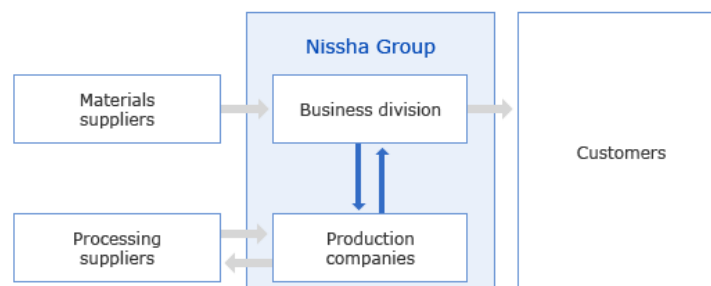 Nissha Group
Materials
suppliers
Business division
Customers
Processing
suppliers
Production
companies